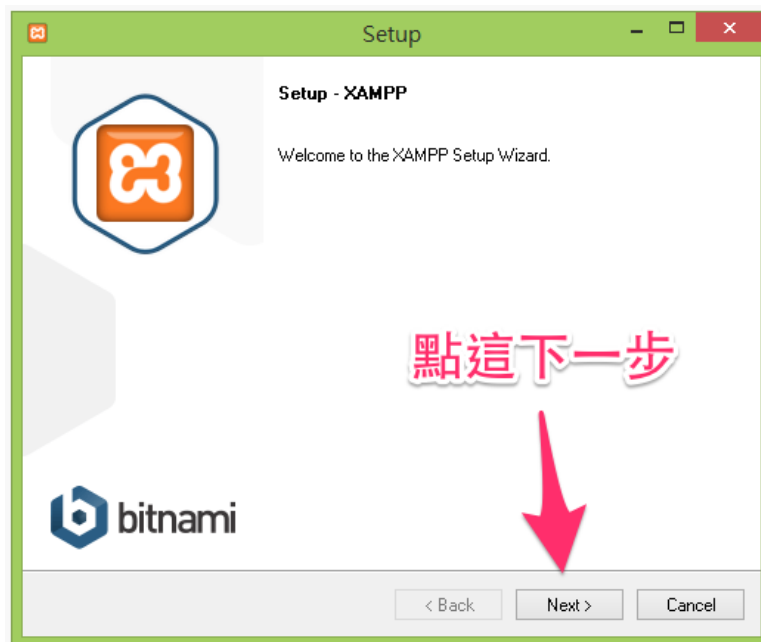 Setup
Setup - XAMPP
Welcome to the XAMPP Setup Wizard.
點這下一步
bitnami
< Back
Next >
Cancel